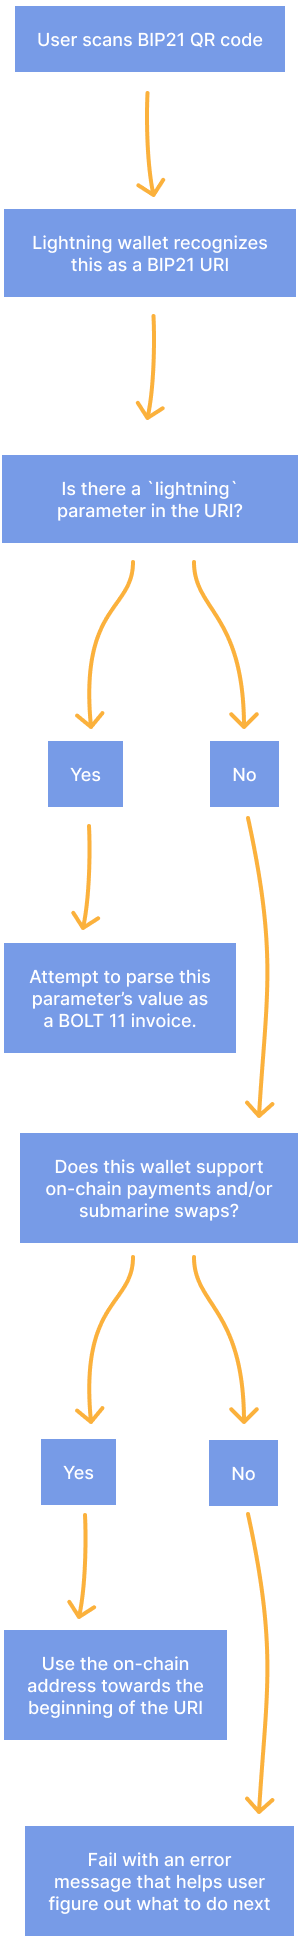 User scans BIP21 QR code
Lightning wallet recognizes
this as a BIP21 URI
Is there a `lightning`
parameter in the URI?
Yes
No
Attempt to parse this
parameter’s value as
a BOLT 11 invoice.
Does this wallet support
on-chain payments and/or
submarine swaps?
Yes
No
Use the on-chain
address towards the
beginning of the URI
Fail with an error
message that helps user
figure out what to do next